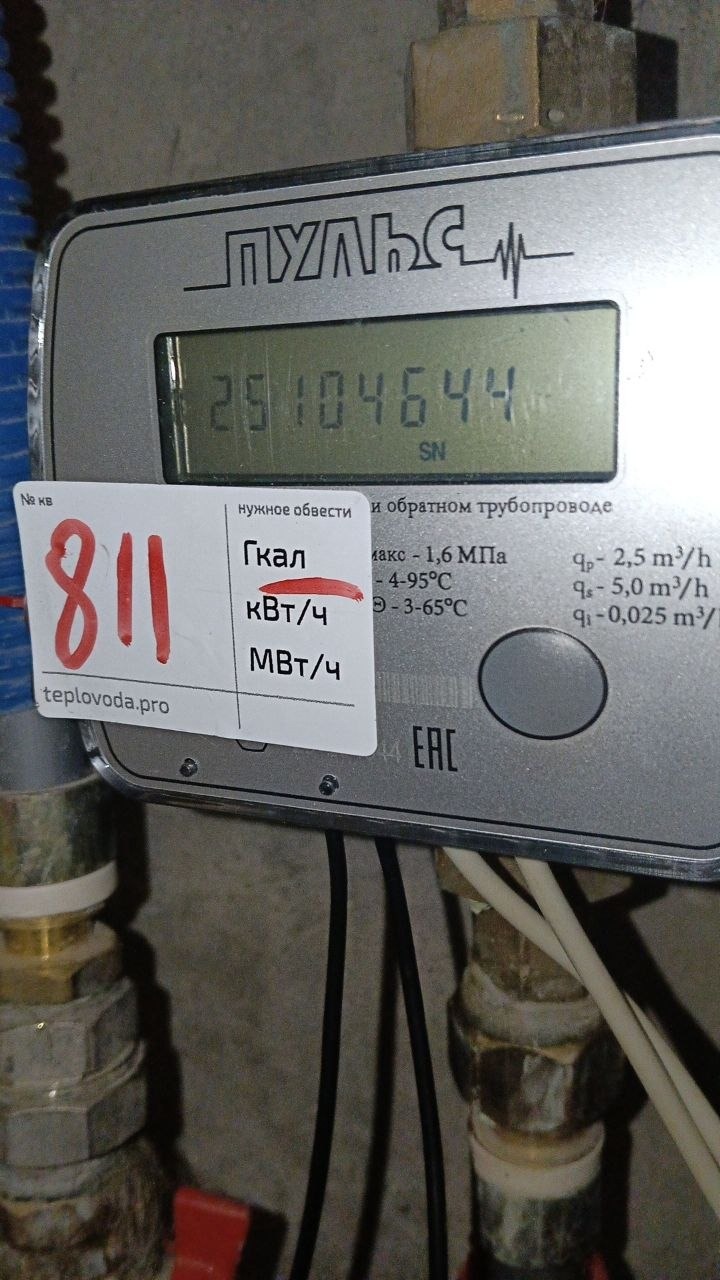 ПУЛЬС
25104644
SN
и обратном трубопроводе
- 1,6 МПа
- 4-95°C
- 3-65°C
qp - 2,5 m³/h
qs - 5,0 m³/h
qi - 0,025 m³/
№ кв
811
teplovoda.pro
нужное обвести
Гкал
кВт/ч
МВт/ч
44
EAC